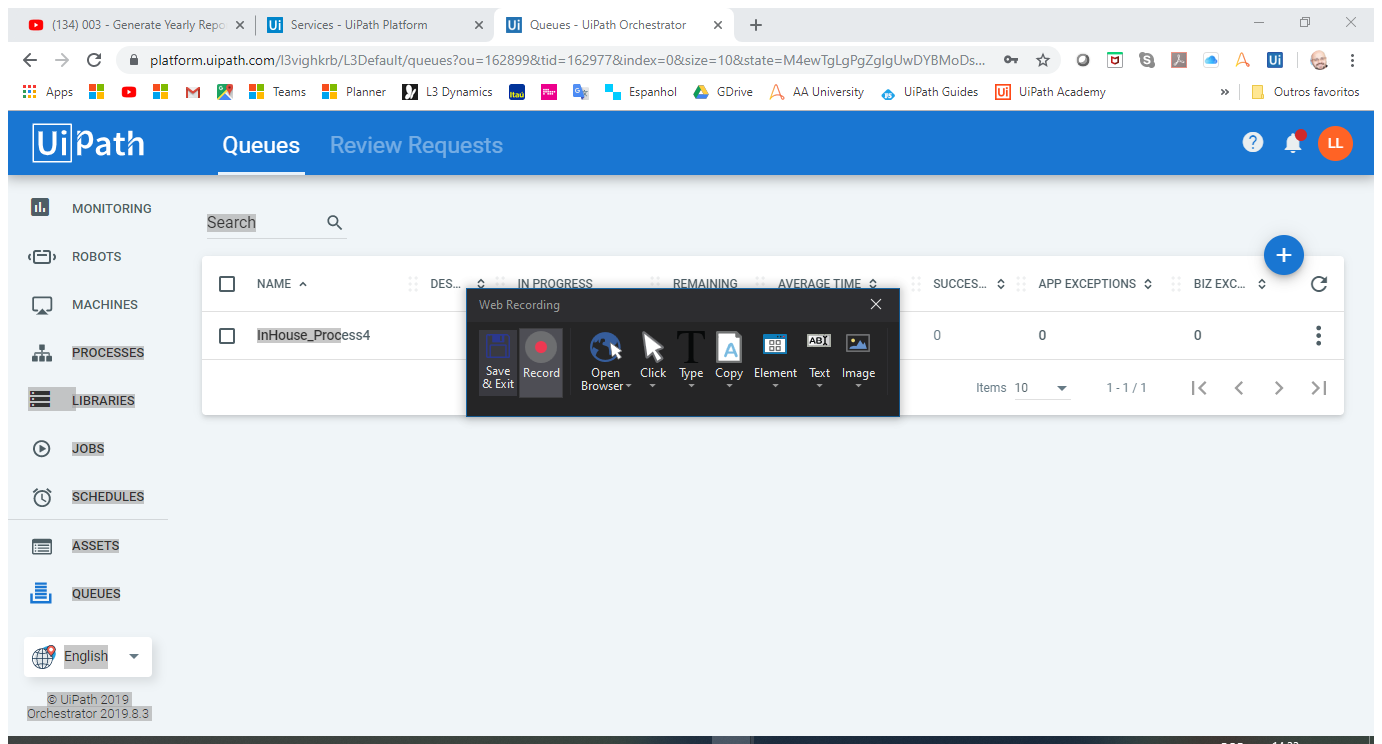 (134) 003 - Generate Yearly Repo
Services - UiPath Platform
Queues - UiPath Orchestrator
platform.uipath.com/l3vighkrb/L3Default/queues?ou=162899&tid=162977&index=0&size=10&state=M4ewTgLgPgZgIgUwDYBMoDs...
Apps
Teams
Planner
L3 Dynamics
Itaú
Espanhol
GDrive
AA University
UiPath Guides
UiPath Academy
»
Outros favoritos
UiPath
Queues
Review Requests
LL
MONITORING
ROBOTS
MACHINES
PROCESSES
LIBRARIES
JOBS
SCHEDULES
ASSETS
QUEUES
English
© UiPath 2019
Orchestrator 2019.8.3
Search
NAME DES... IN PROGRESS REMAINING AVERAGE TIME SUCCES... APP EXCEPTIONS BIZ EXC...
InHouse_Process4 0 0 0
Items 10 1 - 1 / 1
Web Recording
Save
& Exit
Record
Open
Browser
Click
Type
Copy
Element
Text
Image